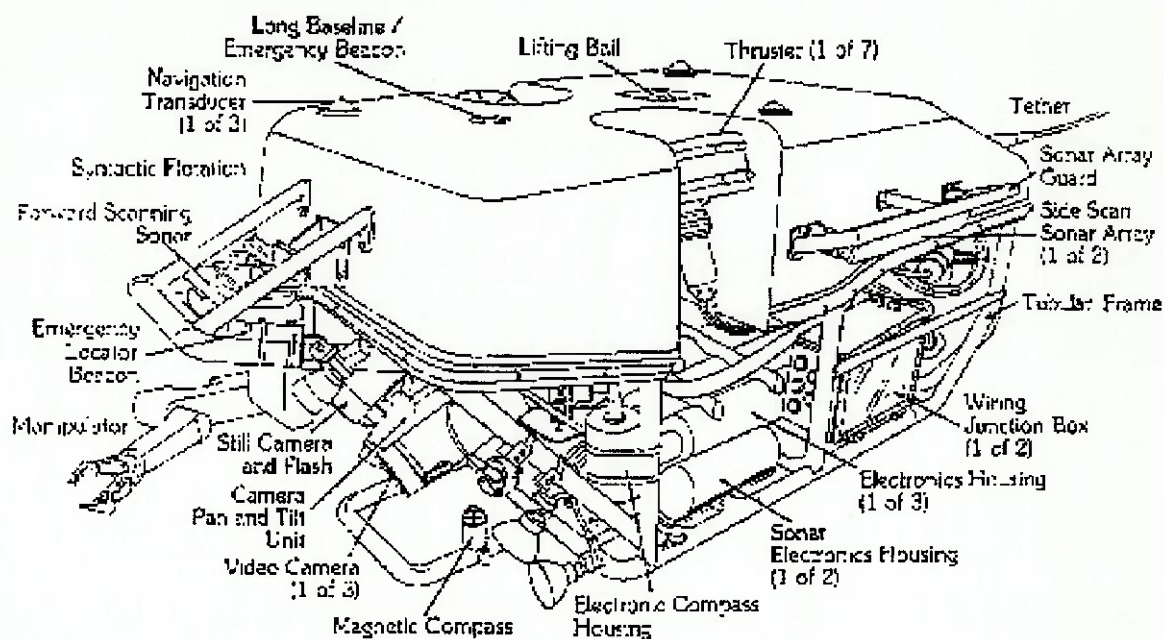 Long Baseline /
Emergency Beacon
Lifting Bail
Thruster (1 of 7)
Navigation
Transducer
(1 of 3)
Tether
Syntactic Flotation
Sonar Array
Guard
Forward Scanning
Sonar
Side Scan
Sonar Array
(1 of 2)
Tubular Frame
Emergency
Locator
Beacon
Manipulator
Still Camera
and Flash
Wiring
Junction Box
(1 of 2)
Camera
Pan and Tilt
Unit
Electronics Housing
(1 of 3)
Video Camera
(1 of 3)
Sonar
Electronics Housing
(1 of 2)
Magnetic Compass
Electronic Compass
Housing